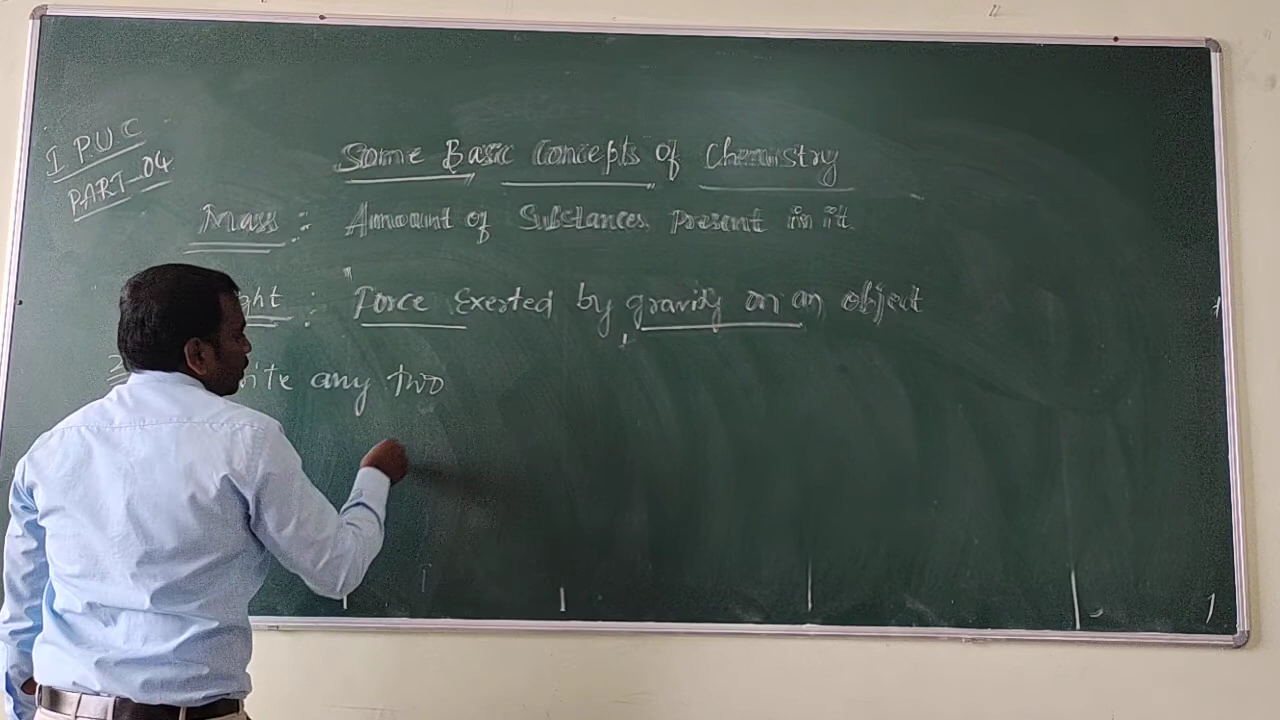 I P.U.C
PART-04
Some Basic Concepts of Chemistry
Mass : Amount of Substances Present in it.
ght : Force Exerted by gravity on an object
2 ite any two